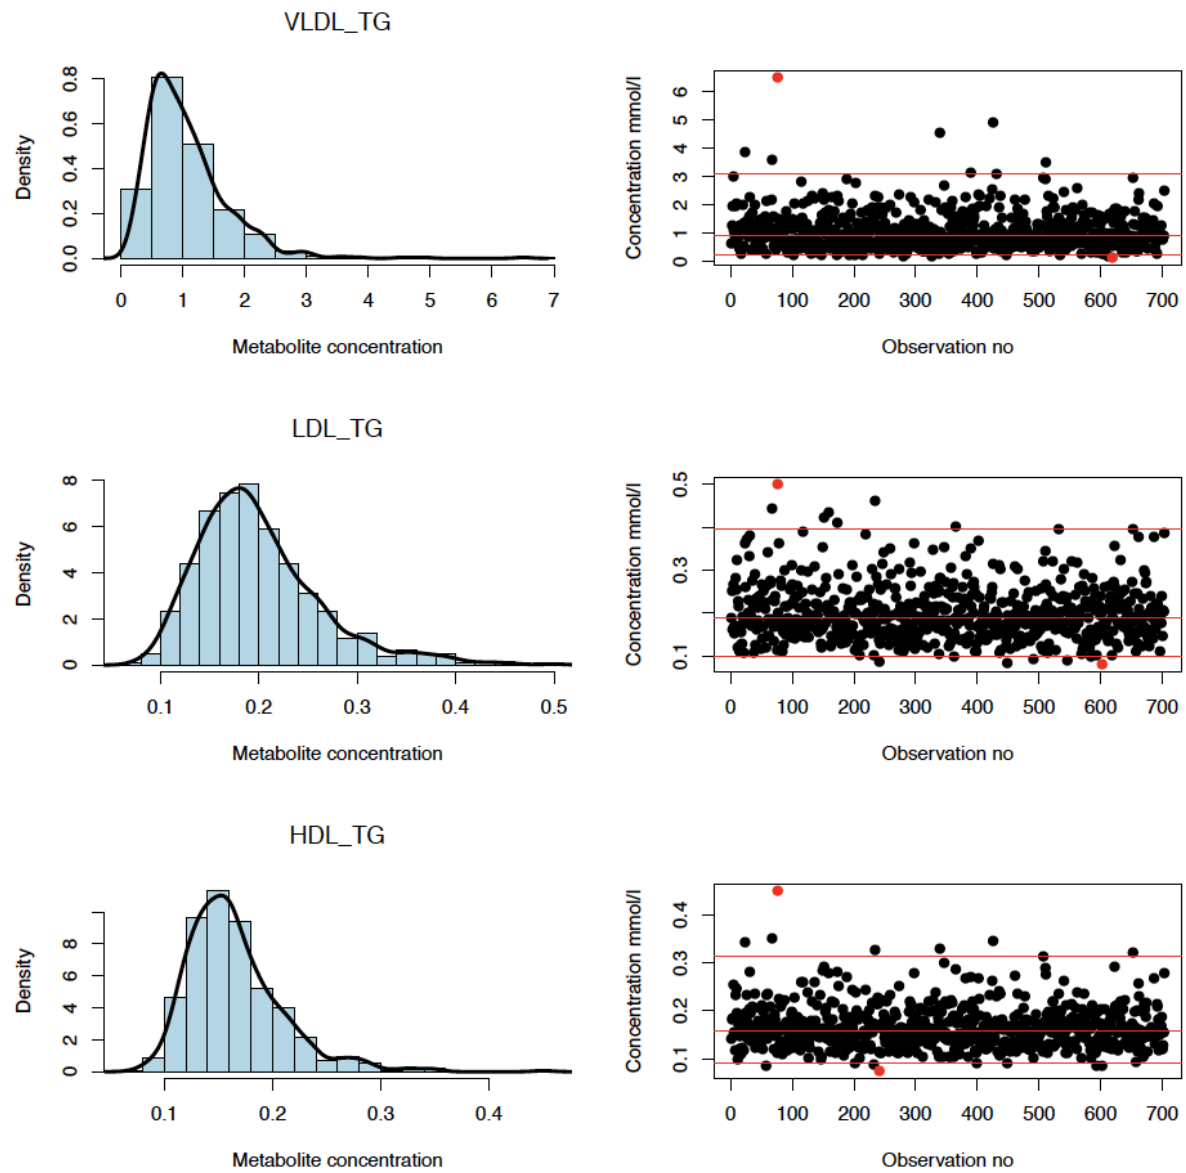 VLDL_TG
Density
0.0 0.2 0.4 0.6 0.8
0 1 2 3 4 5 6 7
Metabolite concentration
Concentration mmol/l
0 1 2 3 4 5 6
0 100 200 300 400 500 600 700
Observation no
LDL_TG
Density
0 2 4 6 8
0.1 0.2 0.3 0.4 0.5
Metabolite concentration
Concentration mmol/l
0.1 0.3 0.5
0 100 200 300 400 500 600 700
Observation no
HDL_TG
Density
0 2 4 6 8
0.1 0.2 0.3 0.4
Metabolite concentration
Concentration mmol/l
0.1 0.2 0.3 0.4
0 100 200 300 400 500 600 700
Observation no